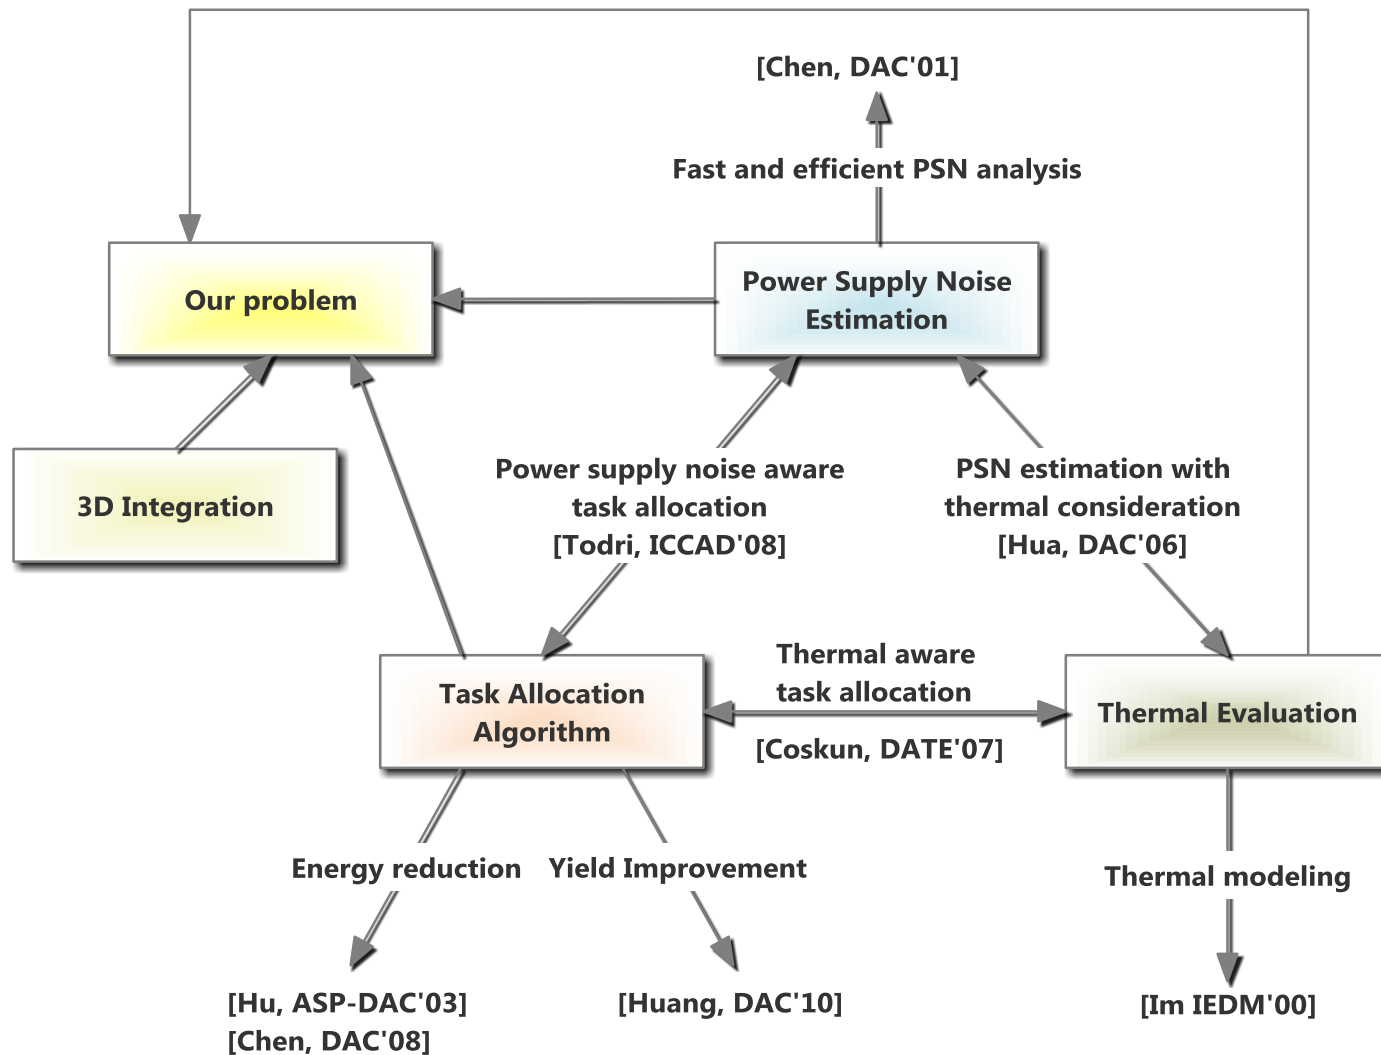 [Chen, DAC'01]
Fast and efficient PSN analysis
Our problem
Power Supply Noise
Estimation
3D Integration
Power supply noise aware
task allocation
[Todri, ICCAD'08]
PSN estimation with
thermal consideration
[Hua, DAC'06]
Task Allocation
Algorithm
Thermal aware
task allocation
[Coskun, DATE'07]
Thermal Evaluation
Energy reduction
Yield Improvement
Thermal modeling
[Hu, ASP-DAC'03]
[Chen, DAC'08]
[Huang, DAC'10]
[Im IEDM'00]